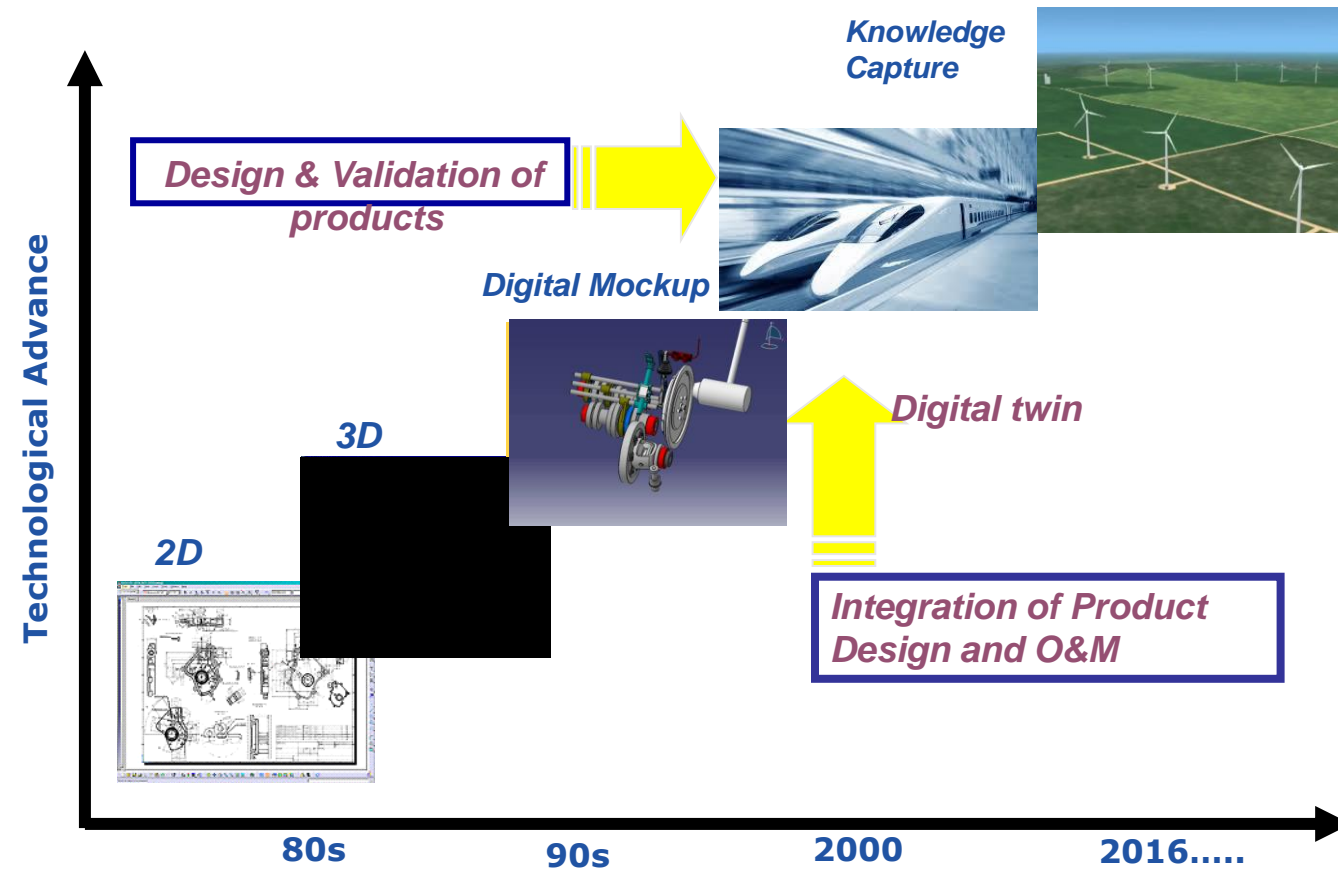 Knowledge
Capture
Design & Validation of
products
Digital Mockup
Digital twin
3D
2D
Integration of Product
Design and O&M
Technological Advance
80s
90s
2000
2016.....